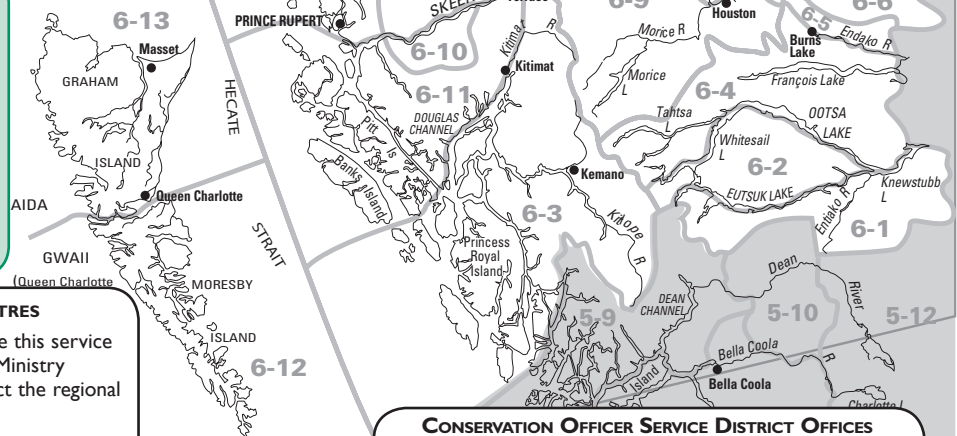 6-13
PRINCE RUPERT
SKEEN
6-9
Houston
6-6
6-5
Masset
6-10
Kitimat
R
Morice R
Burns
Lake
Endako R
GRAHAM
HECATE
Kitimat
Morice
L
François Lake
6-11
6-4
DOUGLAS
CHANNEL
Tahtsa
L
OOTSA
LAKE
Pitt
Is
Whitesail
L
ISLAND
Banks Island
Kemano
6-2
Queen Charlotte
EUTSUK LAKE
Knewstubb
L
AIDA
6-3
Entiako R
STRAIT
6-1
GWAII
Princess
Royal
Island
R
Dean
(Queen Charlotte
MORESBY
DEAN
CHANNEL
River
TRES
5-9
5-10
5-12
e this service
Ministry
ct the regional
ISLAND
Bella Coola
R
6-12
Island
Bella Coola
Charlotte L
CONSERVATION OFFICER SERVICE DISTRICT OFFICES